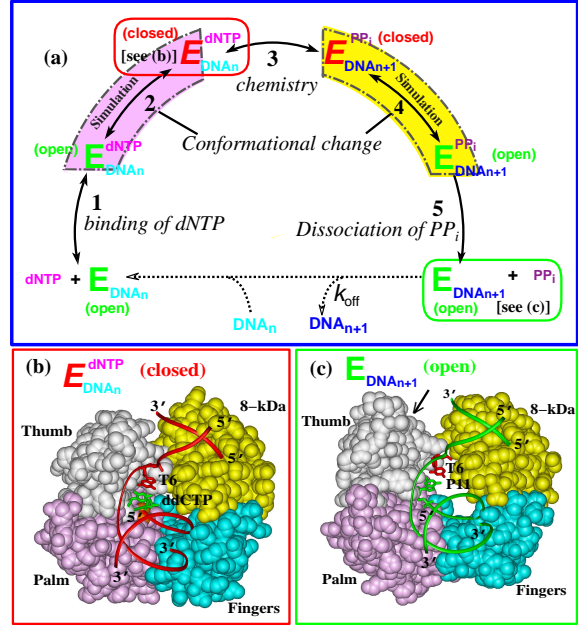 (a)
(closed)
[see (b)]
E dNTP DNAn
3
chemistry
E PPi DNAn+1
(closed)
Simulation
2
Simulation
4
Conformational change
(open)
E dNTP DNAn
E PPi DNAn+1
(open)
1
binding of dNTP
5
Dissociation of PPi
dNTP + E DNAn
(open)
DNAn
koff
DNAn+1
E DNAn+1 + PPi
(open) [see (c)]
(b)
E dNTP DNAn
(closed)
3′
5′
8−kDa
Thumb
5′
T6
ddCTP
5′
3′
3′
Palm
Fingers
(c)
E DNAn+1
(open)
3′
5′
8−kDa
Thumb
5′
T6
P11
5′
3′
3′
Palm
Fingers